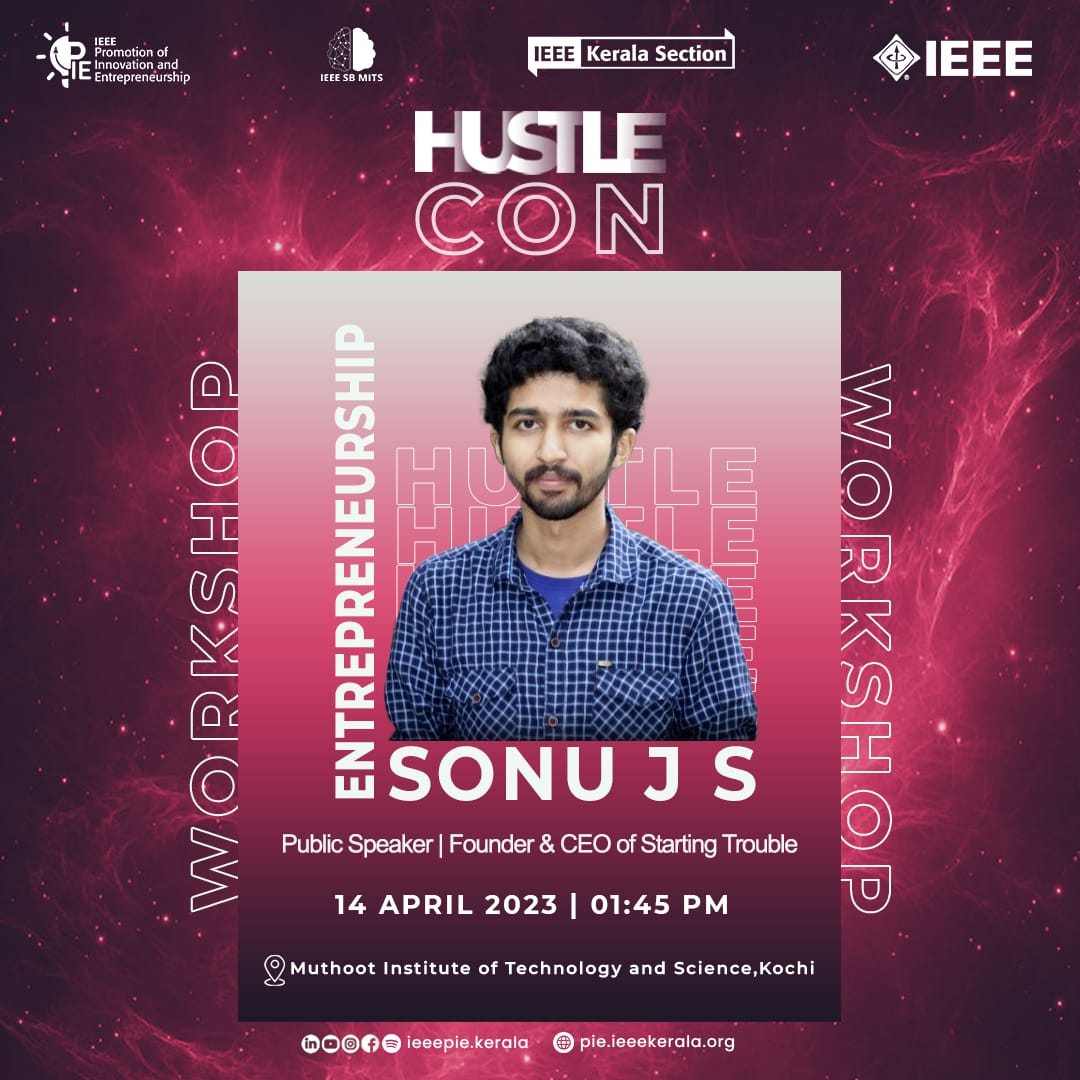 IEEE
Promotion of
Innovation and
Entrepreneurship
PIE
IEEE SB MITS
IEEE Kerala Section
IEEE
HUSTLE
CON
WORKSHOP
ENTREPRENEURSHIP
HUSTLE
HUSTLE
WORKSHOP
SONU J S
Public Speaker | Founder & CEO of Starting Trouble
14 APRIL 2023 | 01:45 PM
Muthoot Institute of Technology and Science,Kochi
ieeepie.kerala
pie.ieeekerala.org